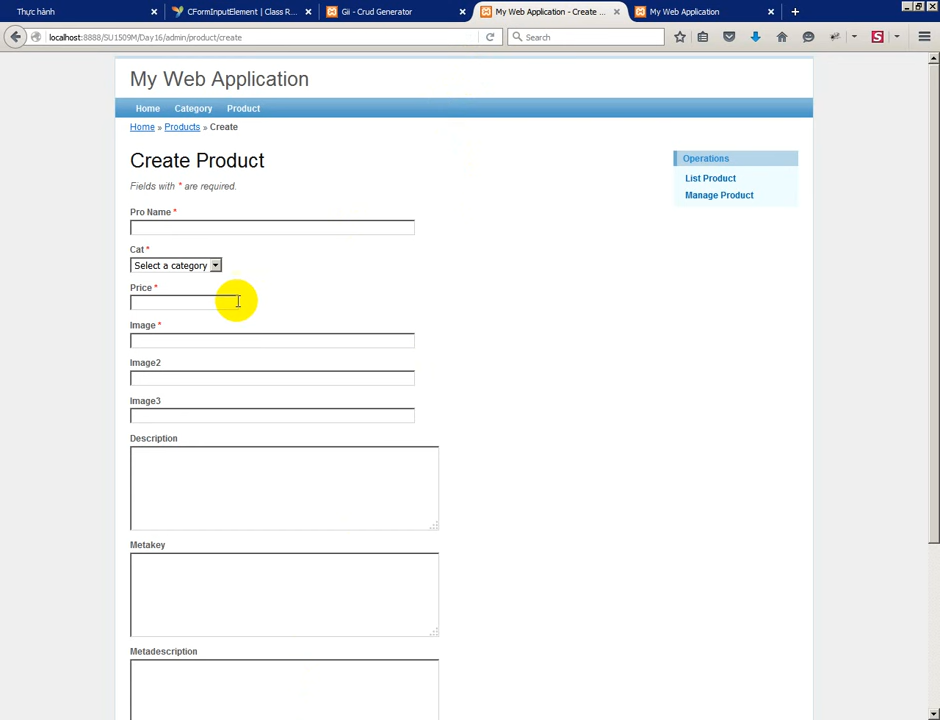 Thực hành
CFormInputElement | Class R...
Gii - Crud Generator
My Web Application - Create ...
My Web Application
localhost:8888/SU1509M/Day16/admin/product/create
Search
My Web Application
Home Category Product
Home » Products » Create
Create Product
Operations
List Product
Manage Product
Fields with * are required.
Pro Name *
Cat *
Select a category
Price *
Image *
Image2
Image3
Description
Metakey
Metadescription